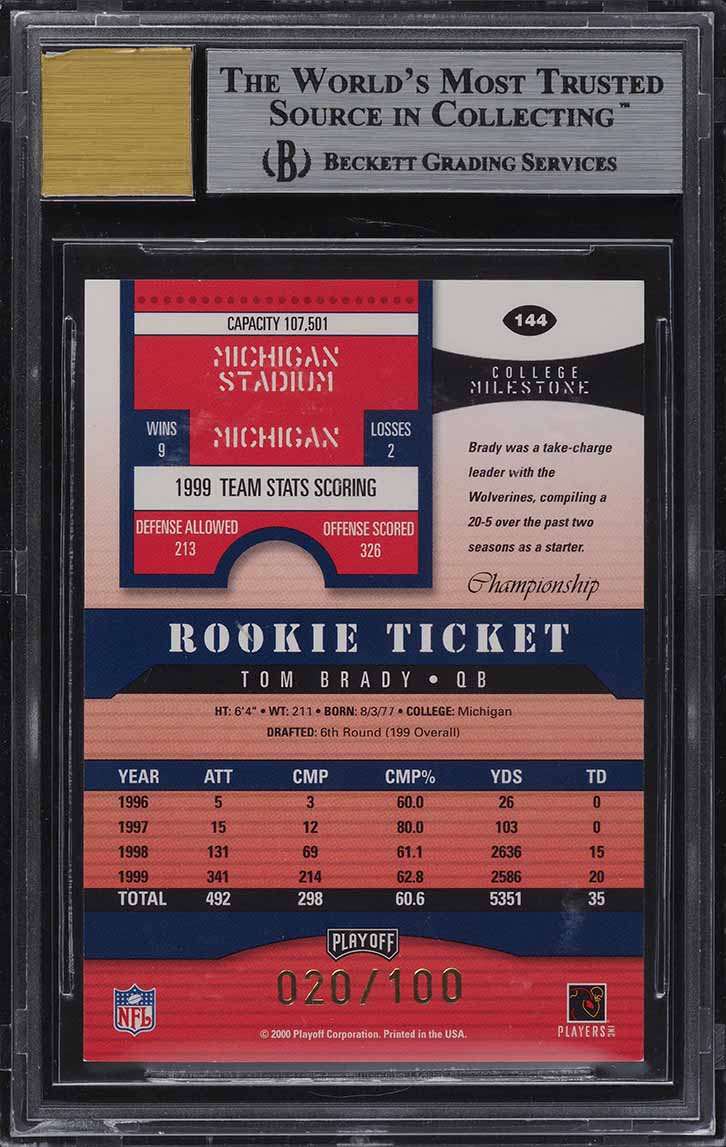 THE WORLD'S MOST TRUSTED
SOURCE IN COLLECTING™
(B) BECKETT GRADING SERVICES
CAPACITY 107,501
MICHIGAN
STADIUM
WINS
9
MICHIGAN
LOSSES
2
1999 TEAM STATS SCORING
DEFENSE ALLOWED
213
OFFENSE SCORED
326
144
COLLEGE
MILESTONE
Brady was a take-charge
leader with the
Wolverines, compiling a
20-5 over the past two
seasons as a starter.
Championship
ROOKIE TICKET
TOM BRADY • QB
HT: 6'4" • WT: 211 • BORN: 8/3/77 • COLLEGE: Michigan
DRAFTED: 6th Round (199 Overall)
YEAR ATT CMP CMP% YDS TD
1996 5 3 60.0 26 0
1997 15 12 80.0 103 0
1998 131 69 61.1 2636 15
1999 341 214 62.8 2586 20
TOTAL 492 298 60.6 5351 35
PLAYOFF
020/100
NFL
PLAYERS INC
© 2000 Playoff Corporation. Printed in the USA.